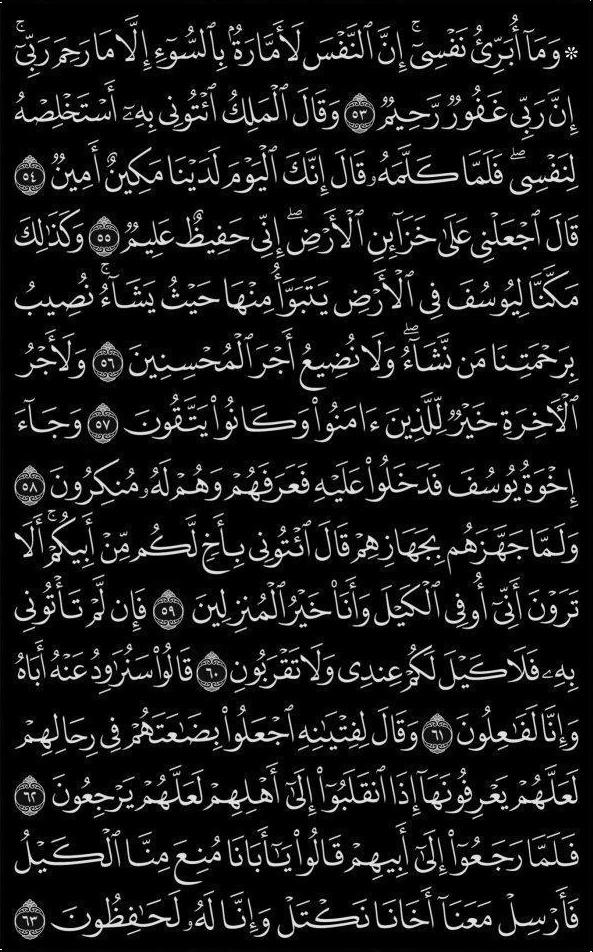 ۞ وَمَآ أُبَرِّئُ نَفۡسِيٓۚ إِنَّ ٱلنَّفۡسَ لَأَمَّارَةُۢ بِٱلسُّوٓءِ إِلَّا مَا رَحِمَ رَبِّيٓۚ
إِنَّ رَبِّي غَفُورٞ رَّحِيمٞ ٥٣ وَقَالَ ٱلۡمَلِكُ ٱئۡتُونِي بِهِۦٓ أَسۡتَخۡلِصۡهُ
لِنَفۡسِيۖ فَلَمَّا كَلَّمَهُۥ قَالَ إِنَّكَ ٱلۡيَوۡمَ لَدَيۡنَا مَكِينٌ أَمِينٞ ٥٤
قَالَ ٱجۡعَلۡنِي عَلَىٰ خَزَآئِنِ ٱلۡأَرۡضِۖ إِنِّي حَفِيظٌ عَلِيمٞ ٥٥ وَكَذَٰلِكَ
مَكَّنَّا لِيُوسُفَ فِي ٱلۡأَرۡضِ يَتَبَوَّأُ مِنۡهَا حَيۡثُ يَشَآءُۚ نُصِيبُ
بِرَحۡمَتِنَا مَن نَّشَآءُۖ وَلَا نُضِيعُ أَجۡرَ ٱلۡمُحۡسِنِينَ ٥٦ وَلَأَجۡرُ
ٱلۡأٓخِرَةِ خَيۡرٞ لِّلَّذِينَ ءَامَنُواْ وَكَانُواْ يَتَّقُونَ ٥٧ وَجَآءَ
إِخۡوَةُ يُوسُفَ فَدَخَلُواْ عَلَيۡهِ فَعَرَفَهُمۡ وَهُمۡ لَهُۥ مُنكِرُونَ ٥٨
وَلَمَّا جَهَّزَهُم بِجَهَازِهِمۡ قَالَ ٱئۡتُونِي بِأَخٖ لَّكُم مِّنۡ أَبِيكُمۡۚ أَلَا
تَرَوۡنَ أَنِّيٓ أُوفِي ٱلۡكَيۡلَ وَأَنَا۠ خَيۡرُ ٱلۡمُنزِلِينَ ٥٩ فَإِن لَّمۡ تَأۡتُونِي
بِهِۦ فَلَا كَيۡلَ لَكُمۡ عِندِي وَلَا تَقۡرَبُونِ ٦٠ قَالُواْ سَنُرَٰوِدُ عَنۡهُ أَبَاهُ
وَإِنَّا لَفَٰعِلُونَ ٦١ وَقَالَ لِفِتۡيَٰنِهِ ٱجۡعَلُواْ بِضَٰعَتَهُمۡ فِي رِحَالِهِمۡ
لَعَلَّهُمۡ يَعۡرِفُونَهَآ إِذَا ٱنقَلَبُوٓاْ إِلَىٰٓ أَهۡلِهِمۡ لَعَلَّهُمۡ يَرۡجِعُونَ ٦٢
فَلَمَّا رَجَعُوٓاْ إِلَىٰٓ أَبِيهِمۡ قَالُواْ يَٰٓأَبَانَا مُنِعَ مِنَّا ٱلۡكَيۡلُ
فَأَرۡسِلۡ مَعَنَآ أَخَانَا نَكۡتَلۡ وَإِنَّا لَهُۥ لَحَٰفِظُونَ ٦٣